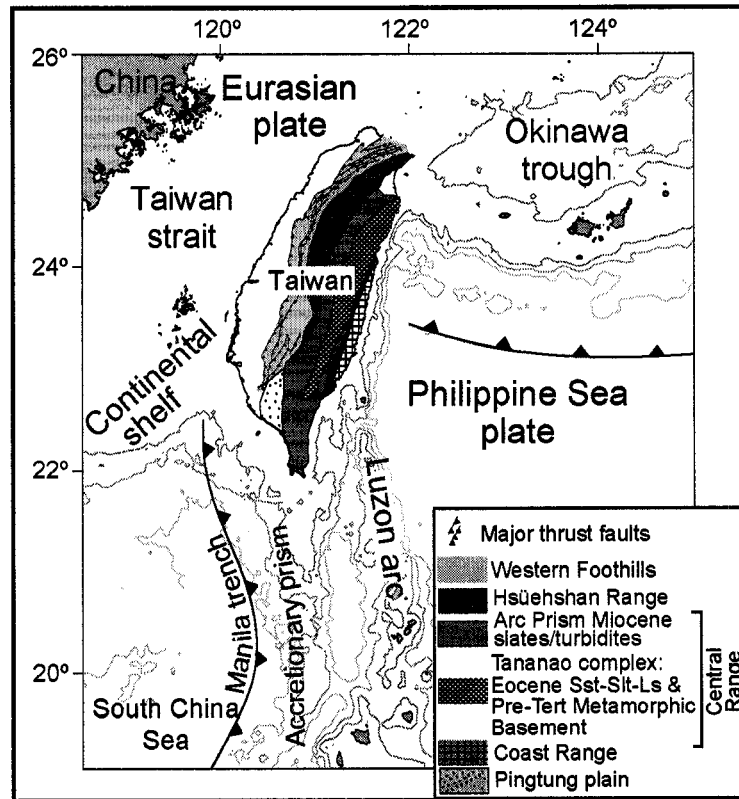 120º
122º
124º
26º
24º
22º
20º
China
Eurasian
plate
Okinawa
trough
Taiwan
strait
Taiwan
Continental
shelf
Philippine Sea
plate
Luzon arc
Manila trench
Accretionary prism
South China
Sea
Major thrust faults
Western Foothills
Hsüehshan Range
Arc Prism Miocene
slates/turbidites
Tananao complex:
Eocene Sst-Slt-Ls &
Pre-Tert Metamorphic
Basement
Central
Range
Coast Range
Pingtung plain